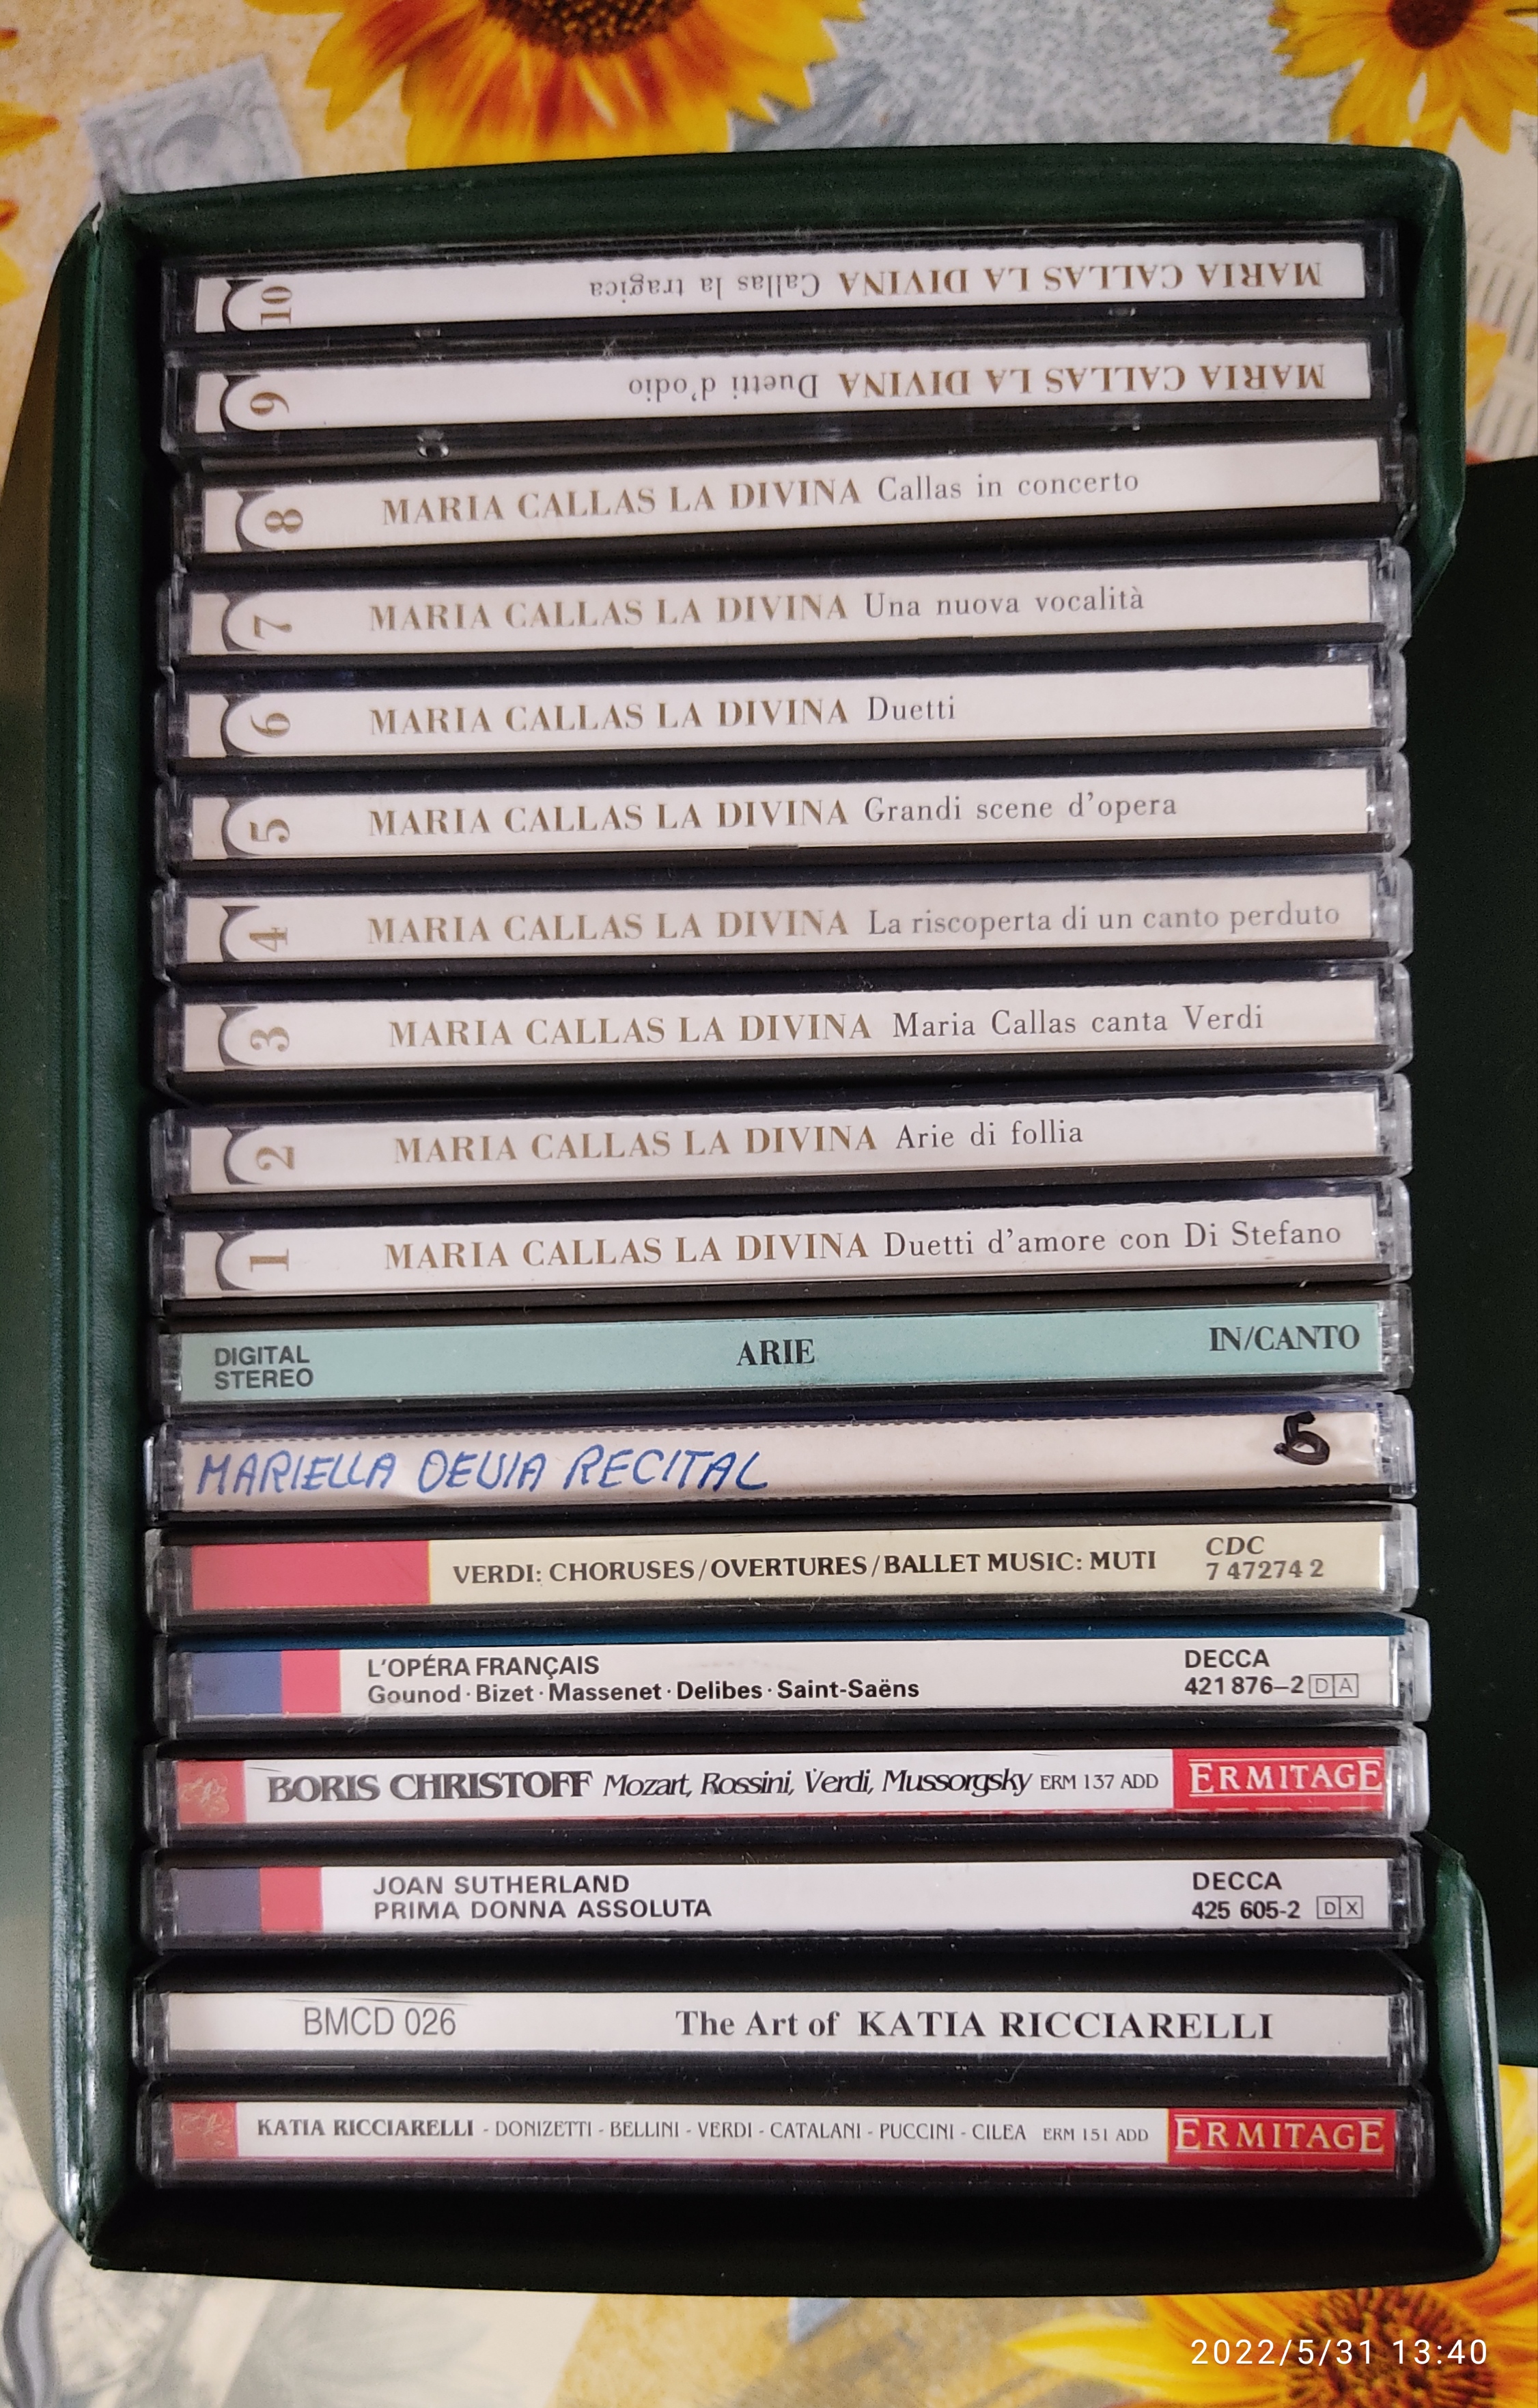 10 MARIA CALLAS LA DIVINA Callas la tragica
9 MARIA CALLAS LA DIVINA Duetti d'odio
8 MARIA CALLAS LA DIVINA Callas in concerto
7 MARIA CALLAS LA DIVINA Una nuova vocalità
6 MARIA CALLAS LA DIVINA Duetti
5 MARIA CALLAS LA DIVINA Grandi scene d'opera
4 MARIA CALLAS LA DIVINA La riscoperta di un canto perduto
3 MARIA CALLAS LA DIVINA Maria Callas canta Verdi
2 MARIA CALLAS LA DIVINA Arie di follia
1 MARIA CALLAS LA DIVINA Duetti d'amore con Di Stefano
DIGITAL
STEREO
ARIE
IN/CANTO
MARIELLA DEVIA RECITAL
5
VERDI: CHORUSES/OVERTURES/BALLET MUSIC: MUTI
CDC
7 47274 2
L'OPÉRA FRANÇAIS
Gounod · Bizet · Massenet · Delibes · Saint-Saëns
DECCA
421 876–2 DA
BORIS CHRISTOFF Mozart, Rossini, Verdi, Mussorgsky ERM 137 ADD ERMITAGE
JOAN SUTHERLAND
PRIMA DONNA ASSOLUTA
DECCA
425 605-2 DX
BMCD 026 The Art of KATIA RICCIARELLI
KATIA RICCIARELLI - DONIZETTI - BELLINI - VERDI - CATALANI - PUCCINI - CILEA ERM 151 ADD ERMITAGE
2022/5/31 13:40